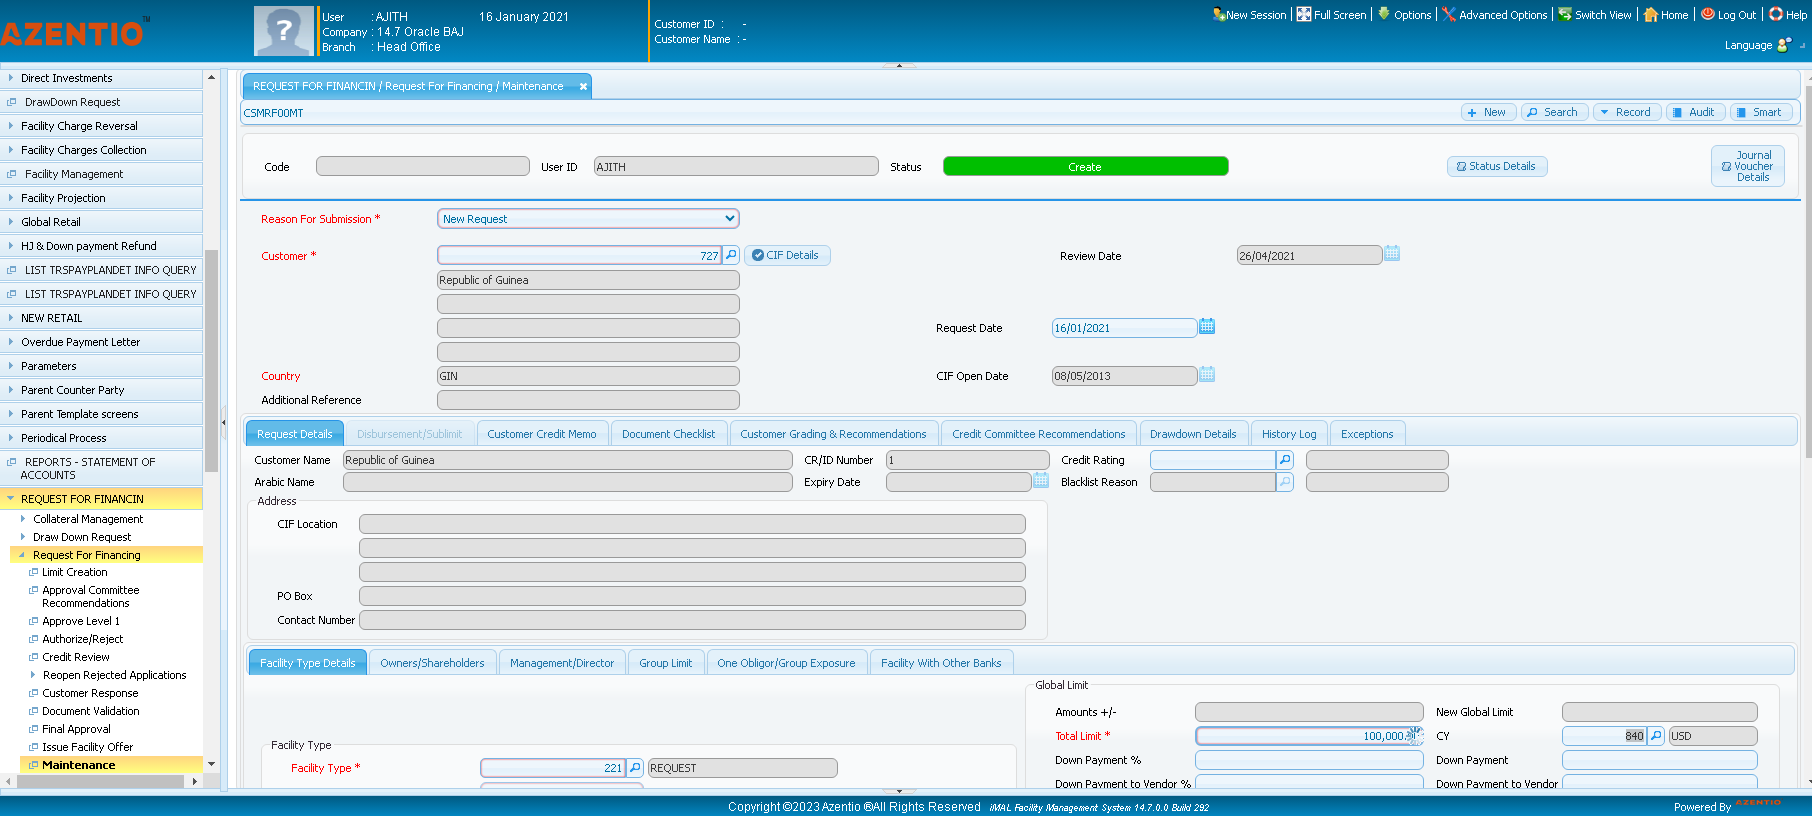 AZENTIO™
User : AJITH 16 January 2021
Company : 14.7 Oracle BAJ
Branch : Head Office
Customer ID : -
Customer Name : -
New Session Full Screen Options Advanced Options Switch View Home Log Out Help
Language
Direct Investments
DrawDown Request
Facility Charge Reversal
Facility Charges Collection
Facility Management
Facility Projection
Global Retail
HJ & Down payment Refund
LIST TRSPAYPLANDET INFO QUERY
LIST TRSPAYPLANDET INFO QUERY
NEW RETAIL
Overdue Payment Letter
Parameters
Parent Counter Party
Parent Template screens
Periodical Process
REPORTS - STATEMENT OF
ACCOUNTS
REQUEST FOR FINANCIN
Collateral Management
Draw Down Request
Request For Financing
Limit Creation
Approval Committee
Recommendations
Approve Level 1
Authorize/Reject
Credit Review
Reopen Rejected Applications
Customer Response
Document Validation
Final Approval
Issue Facility Offer
Maintenance
REQUEST FOR FINANCIN / Request For Financing / Maintenance
CSMRF00MT
New Search Record Audit Smart
Code User ID AJITH Status Create Status Details
Journal
Voucher
Details
Reason For Submission * New Request
Customer * 727 CIF Details Review Date 26/04/2021
Republic of Guinea
Request Date 16/01/2021
Country GIN CIF Open Date 08/05/2013
Additional Reference
Request Details Disbursement/Sublimit Customer Credit Memo Document Checklist Customer Grading & Recommendations Credit Committee Recommendations Drawdown Details History Log Exceptions
Customer Name Republic of Guinea CR/ID Number 1 Credit Rating
Arabic Name Expiry Date Blacklist Reason
Address
CIF Location
PO Box
Contact Number
Facility Type Details Owners/Shareholders Management/Director Group Limit One Obligor/Group Exposure Facility With Other Banks
Global Limit
Amounts +/- New Global Limit
Total Limit * 100,000. CY 840 USD
Down Payment % Down Payment
Down Payment to Vendor % Down Payment to Vendor
Facility Type
Facility Type * 221 REQUEST
Copyright ©2023 Azentio ®All Rights Reserved iMAL Facility Management System 14.7.0.0 Build 292
Powered By AZENTIO